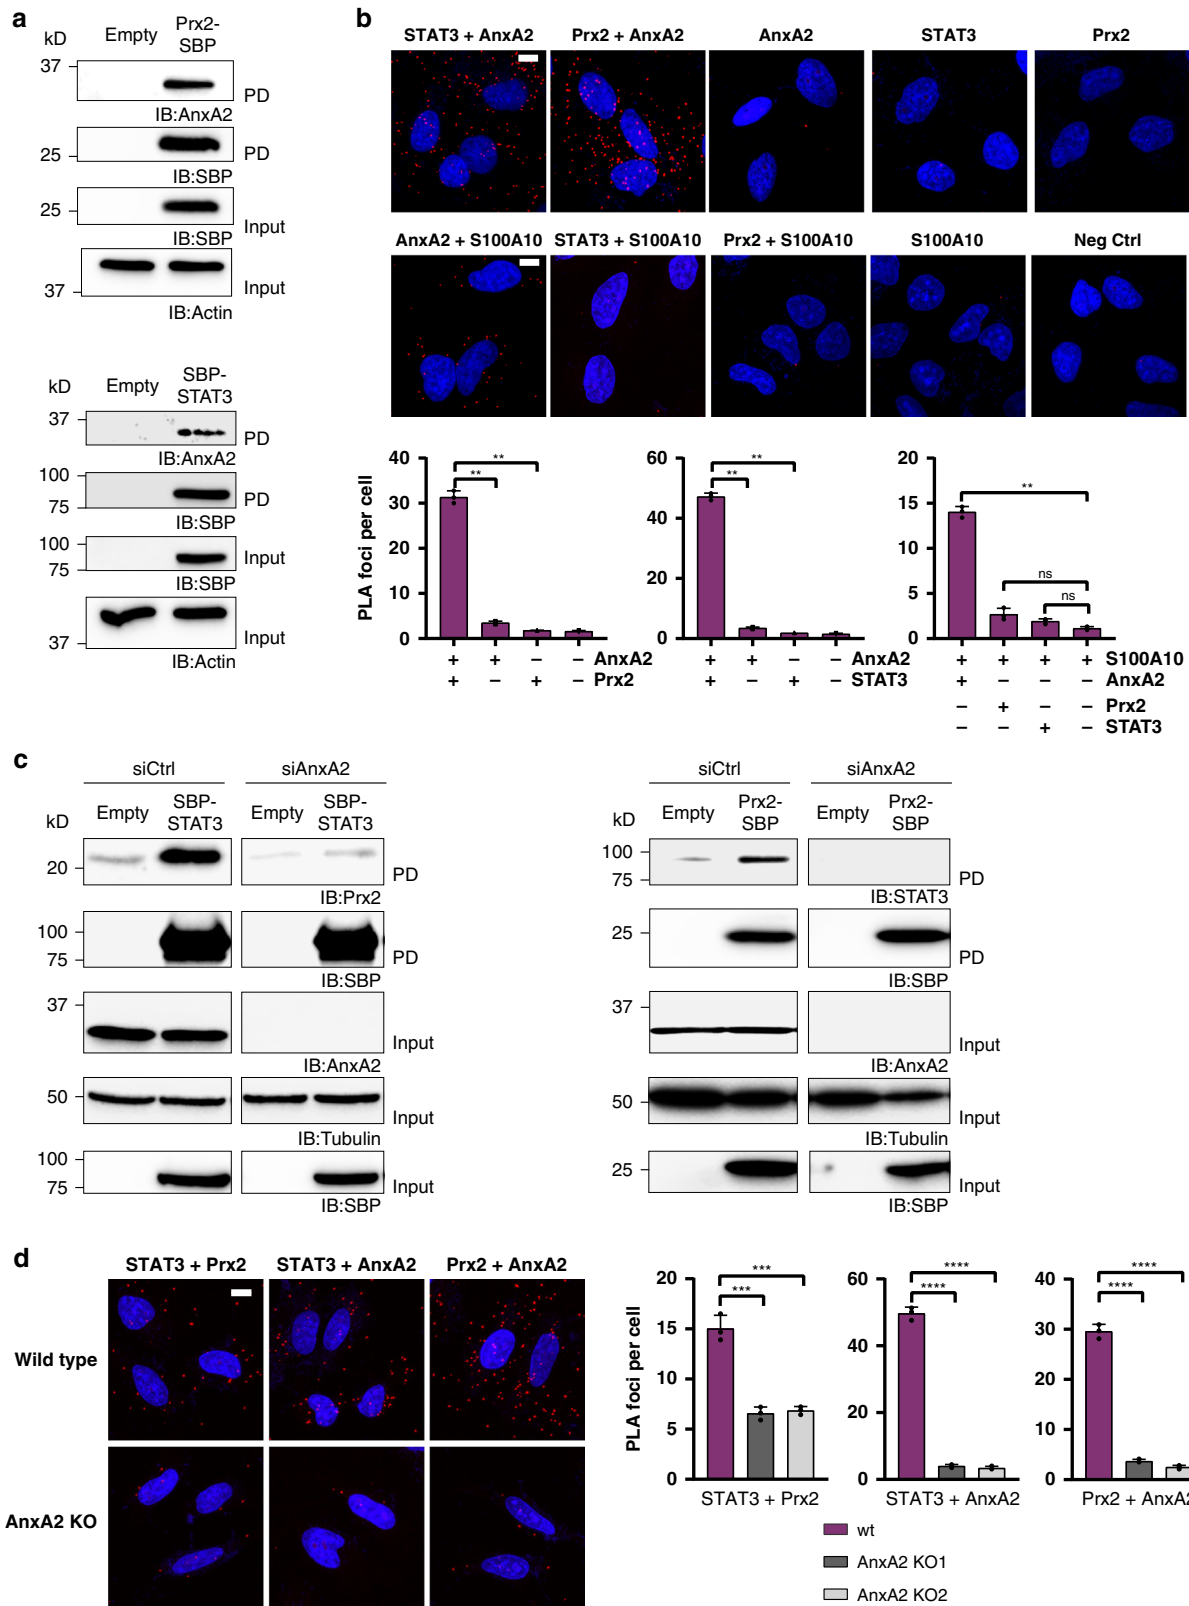 a
kD
Empty
Prx2-
SBP
37
PD
IB:AnxA2
25
PD
IB:SBP
25
Input
IB:SBP
37
Input
IB:Actin
kD
Empty
SBP-
STAT3
37
PD
IB:AnxA2
100
75
PD
IB:SBP
100
75
Input
IB:SBP
37
Input
IB:Actin
b
STAT3 + AnxA2 Prx2 + AnxA2 AnxA2 STAT3 Prx2
AnxA2 + S100A10 STAT3 + S100A10 Prx2 + S100A10 S100A10 Neg Ctrl
PLA foci per cell
40
30
20
10
0
**
**
+ + – – AnxA2
+ – + – Prx2
60
40
20
0
**
**
+ + – – AnxA2
+ – + – STAT3
20
15
10
5
0
**
ns
ns
+ + + + S100A10
+ – – – AnxA2
– + – – Prx2
– – + – STAT3
c
siCtrl siAnxA2
kD
Empty
SBP-
STAT3
Empty
SBP-
STAT3
20
PD
IB:Prx2
100
75
PD
IB:SBP
37
Input
IB:AnxA2
50
Input
IB:Tubulin
100
75
Input
IB:SBP
siCtrl siAnxA2
kD
Empty
Prx2-
SBP
Empty
Prx2-
SBP
100
75
PD
IB:STAT3
25
PD
IB:SBP
37
Input
IB:AnxA2
50
Input
IB:Tubulin
25
Input
IB:SBP
d
STAT3 + Prx2 STAT3 + AnxA2 Prx2 + AnxA2
Wild type
AnxA2 KO
PLA foci per cell
20
15
10
5
0
***
***
STAT3 + Prx2
60
40
20
0
****
****
STAT3 + AnxA2
40
30
20
10
0
****
****
Prx2 + AnxA2
wt
AnxA2 KO1
AnxA2 KO2